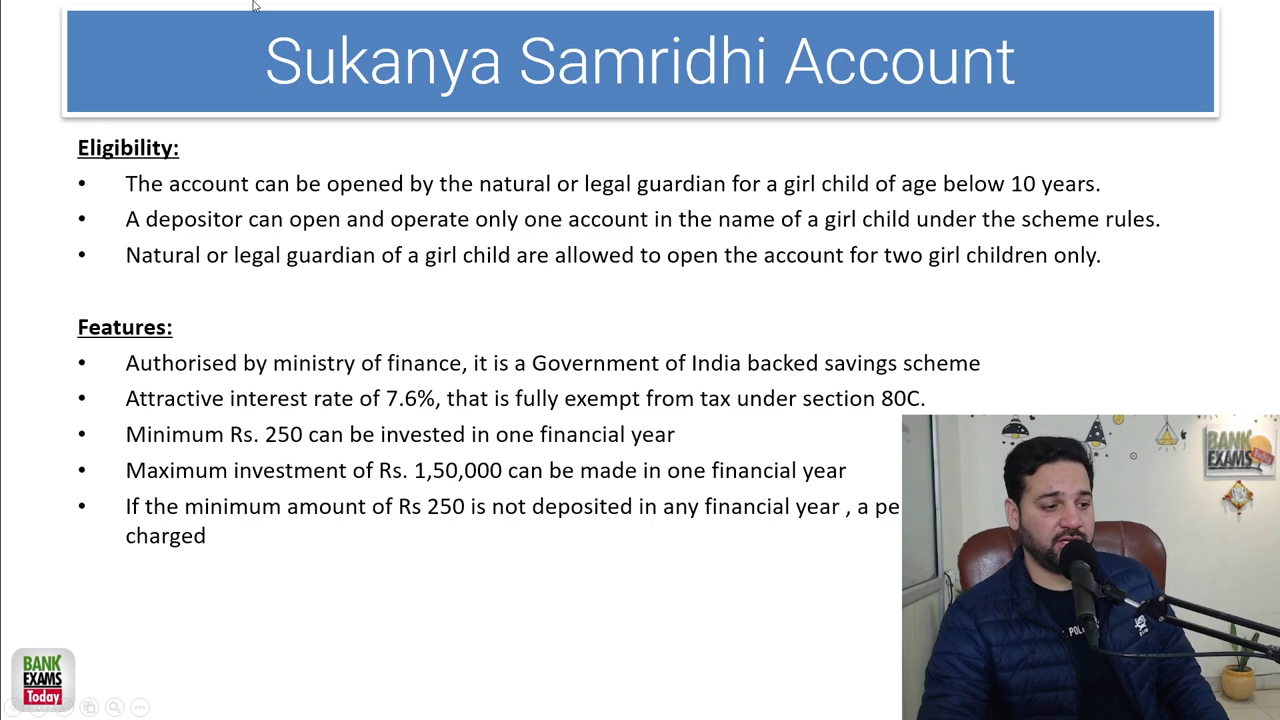 Sukanya Samridhi Account
Eligibility:
• The account can be opened by the natural or legal guardian for a girl child of age below 10 years.
• A depositor can open and operate only one account in the name of a girl child under the scheme rules.
• Natural or legal guardian of a girl child are allowed to open the account for two girl children only.
Features:
• Authorised by ministry of finance, it is a Government of India backed savings scheme
• Attractive interest rate of 7.6%, that is fully exempt from tax under section 80C.
• Minimum Rs. 250 can be invested in one financial year
• Maximum investment of Rs. 1,50,000 can be made in one financial year
• If the minimum amount of Rs 250 is not deposited in any financial year , a pe
charged
BANK
EXAMS
BANK
EXAMS
Today